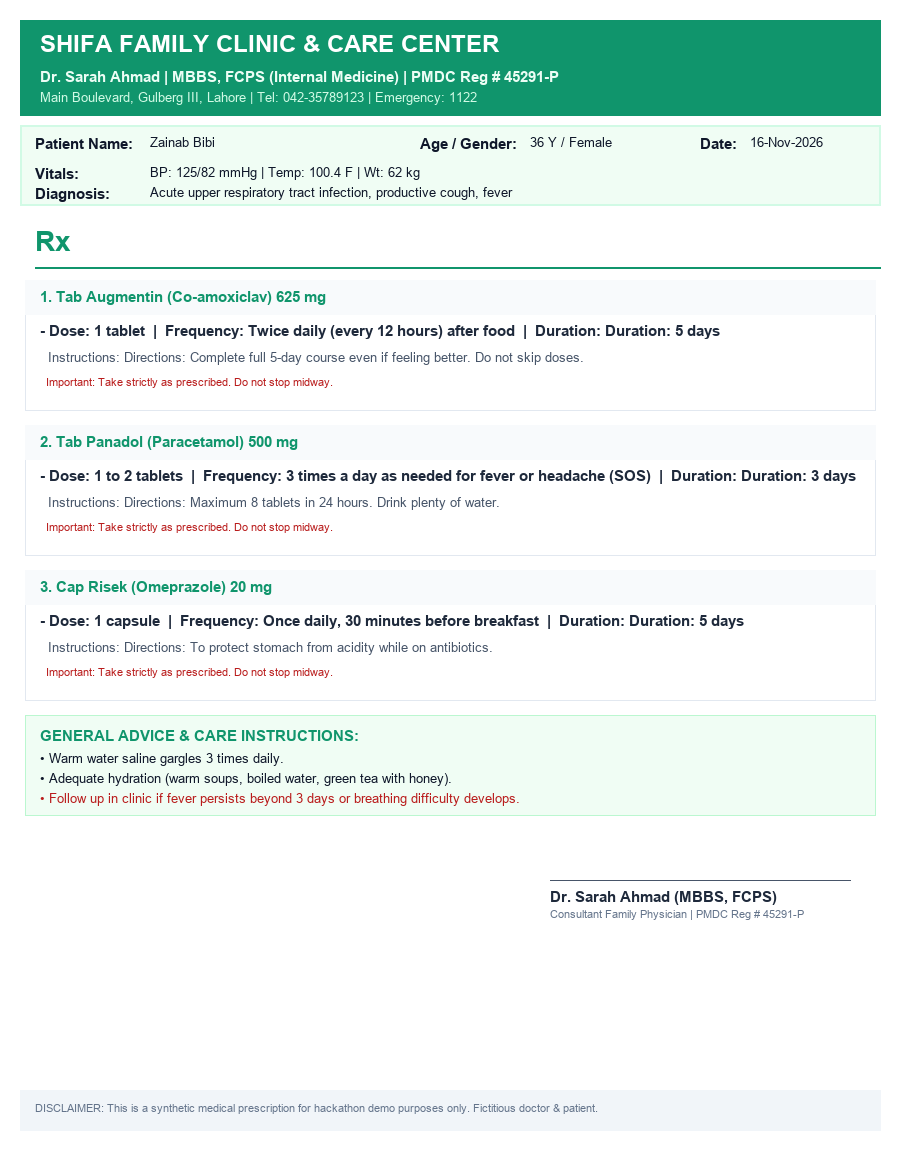 SHIFA FAMILY CLINIC & CARE CENTER
Dr. Sarah Ahmad | MBBS, FCPS (Internal Medicine) | PMDC Reg # 45291-P
Main Boulevard, Gulberg III, Lahore | Tel: 042-35789123 | Emergency: 1122
Patient Name: Zainab Bibi Age / Gender: 36 Y / Female Date: 16-Nov-2026
Vitals: BP: 125/82 mmHg | Temp: 100.4 F | Wt: 62 kg
Diagnosis: Acute upper respiratory tract infection, productive cough, fever
Rx
1. Tab Augmentin (Co-amoxiclav) 625 mg
- Dose: 1 tablet | Frequency: Twice daily (every 12 hours) after food | Duration: Duration: 5 days
Instructions: Directions: Complete full 5-day course even if feeling better. Do not skip doses.
Important: Take strictly as prescribed. Do not stop midway.
2. Tab Panadol (Paracetamol) 500 mg
- Dose: 1 to 2 tablets | Frequency: 3 times a day as needed for fever or headache (SOS) | Duration: Duration: 3 days
Instructions: Directions: Maximum 8 tablets in 24 hours. Drink plenty of water.
Important: Take strictly as prescribed. Do not stop midway.
3. Cap Risek (Omeprazole) 20 mg
- Dose: 1 capsule | Frequency: Once daily, 30 minutes before breakfast | Duration: Duration: 5 days
Instructions: Directions: To protect stomach from acidity while on antibiotics.
Important: Take strictly as prescribed. Do not stop midway.
GENERAL ADVICE & CARE INSTRUCTIONS:
• Warm water saline gargles 3 times daily.
• Adequate hydration (warm soups, boiled water, green tea with honey).
• Follow up in clinic if fever persists beyond 3 days or breathing difficulty develops.
Dr. Sarah Ahmad (MBBS, FCPS)
Consultant Family Physician | PMDC Reg # 45291-P
DISCLAIMER: This is a synthetic medical prescription for hackathon demo purposes only. Fictitious doctor & patient.